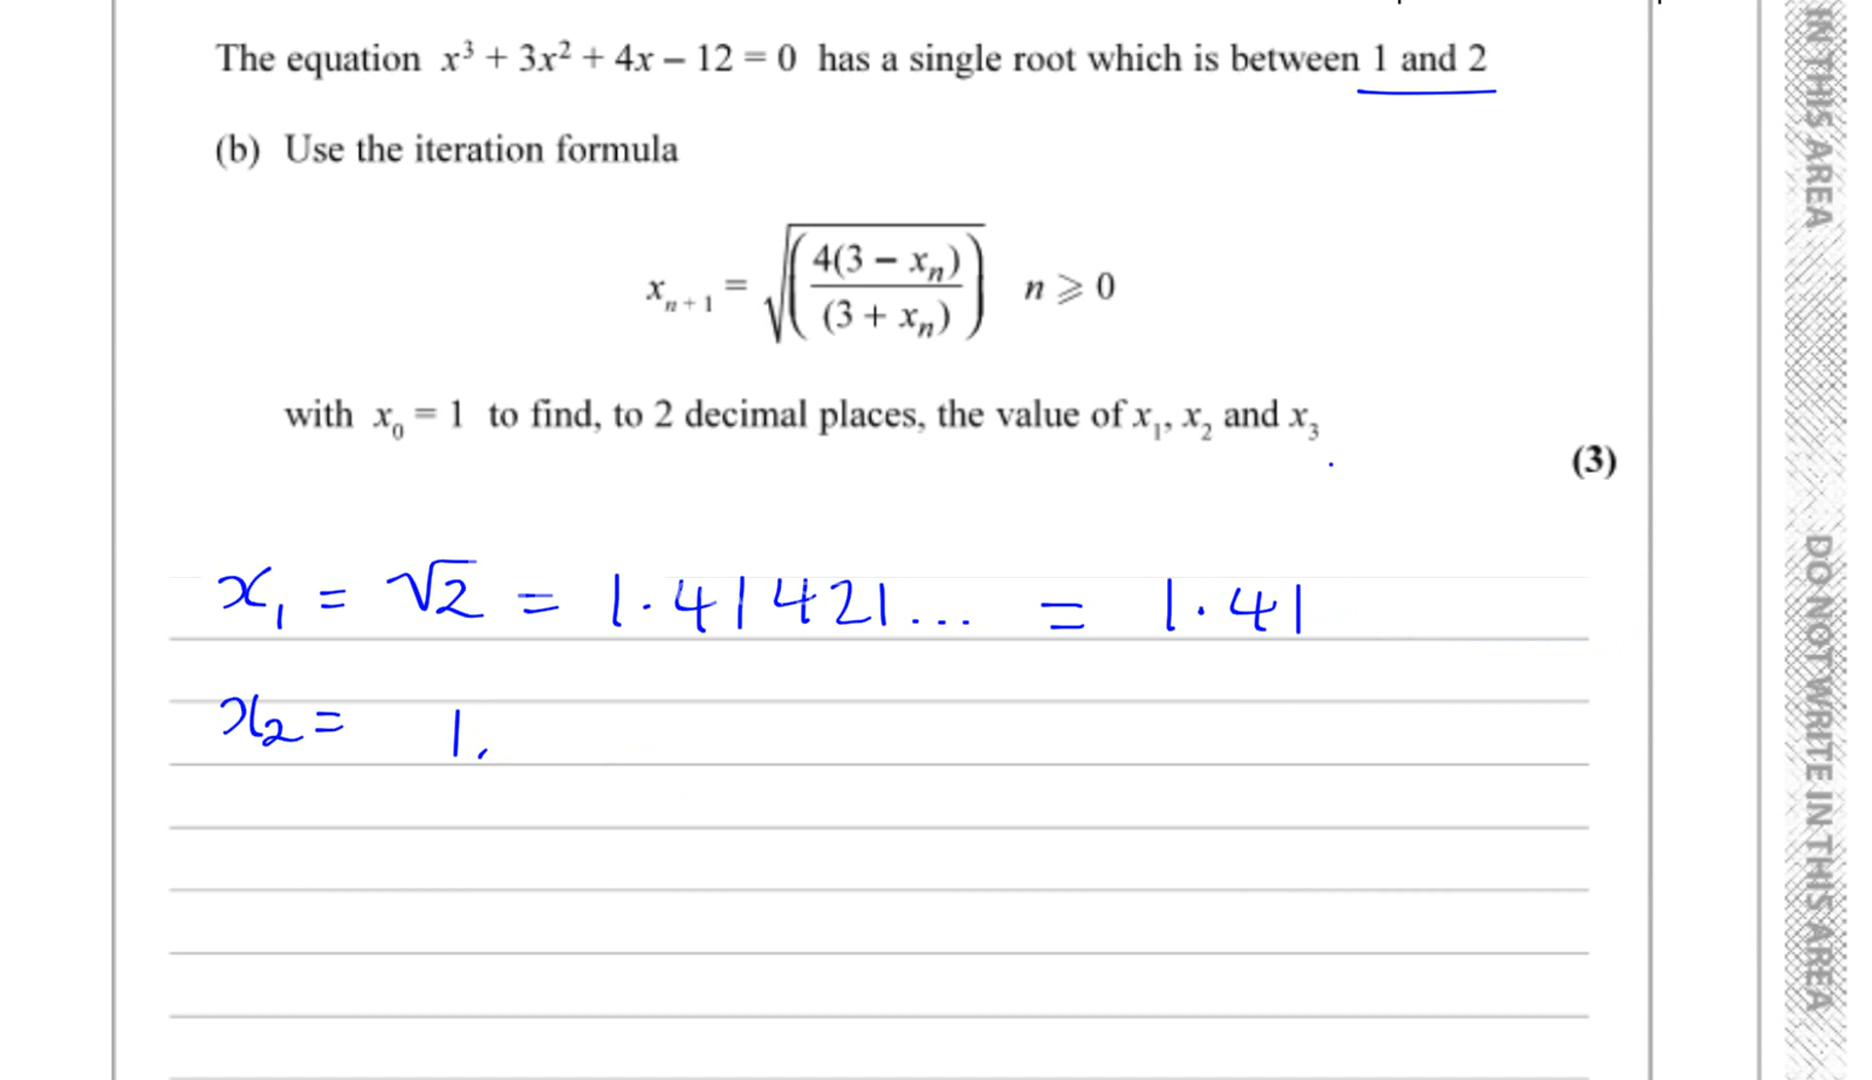 The equation x³ + 3x² + 4x − 12 = 0 has a single root which is between 1 and 2
(b) Use the iteration formula
xₙ₊₁ = √((4(3 − xₙ))/((3 + xₙ))) n ⩾ 0
with x₀ = 1 to find, to 2 decimal places, the value of x₁, x₂ and x₃
(3)
x₁ = √2 = 1.41421... = 1.41
x₂ = 1.
IN THIS AREA
DO NOT WRITE IN THIS AREA